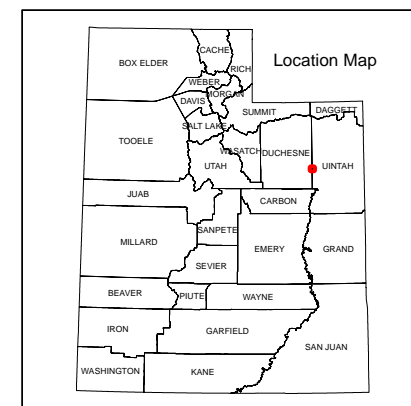 Location Map
CACHE
BOX ELDER
RICH
WEBER
MORGAN
DAVIS
SUMMIT
DAGGETT
SALT LAKE
TOOELE
WASATCH
DUCHESNE
UINTAH
UTAH
JUAB
CARBON
SANPETE
MILLARD
EMERY
GRAND
SEVIER
BEAVER
PIUTE
WAYNE
IRON
GARFIELD
SAN JUAN
WASHINGTON
KANE